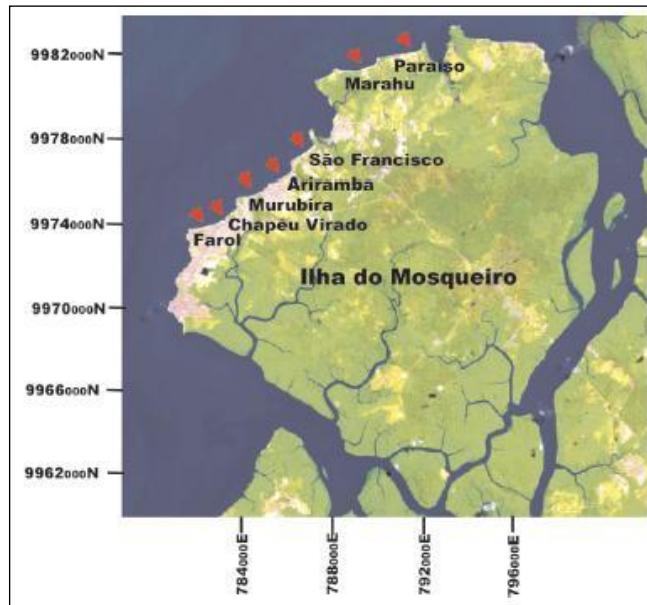 9982000N
Paraíso
Marahu
9978000N
São Francisco
Ariramba
Murubira
9974000N
Chapéu Virado
Farol
Ilha do Mosqueiro
9970000N
9966000N
9962000N
784000E
788000E
792000E
796000E